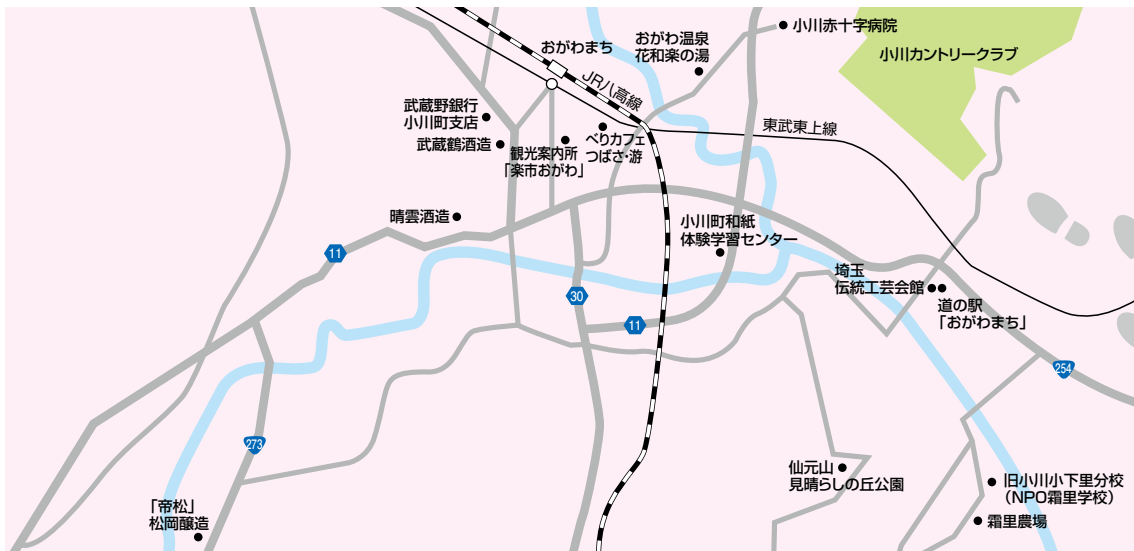 小川赤十字病院
おがわまち
おがわ温泉
花和楽の湯
小川カントリークラブ
JR八高線
武蔵野銀行
小川町支店
武蔵鶴酒造
観光案内所
「楽市おがわ」
べりカフェ
つばさ・游
東武東上線
晴雲酒造
小川町和紙
体験学習センター
11
埼玉
伝統工芸会館
道の駅
「おがわまち」
30
11
254
273
仙元山
見晴らしの丘公園
旧小川小下里分校
(NPO霜里学校)
霜里農場
「帝松」
松岡醸造